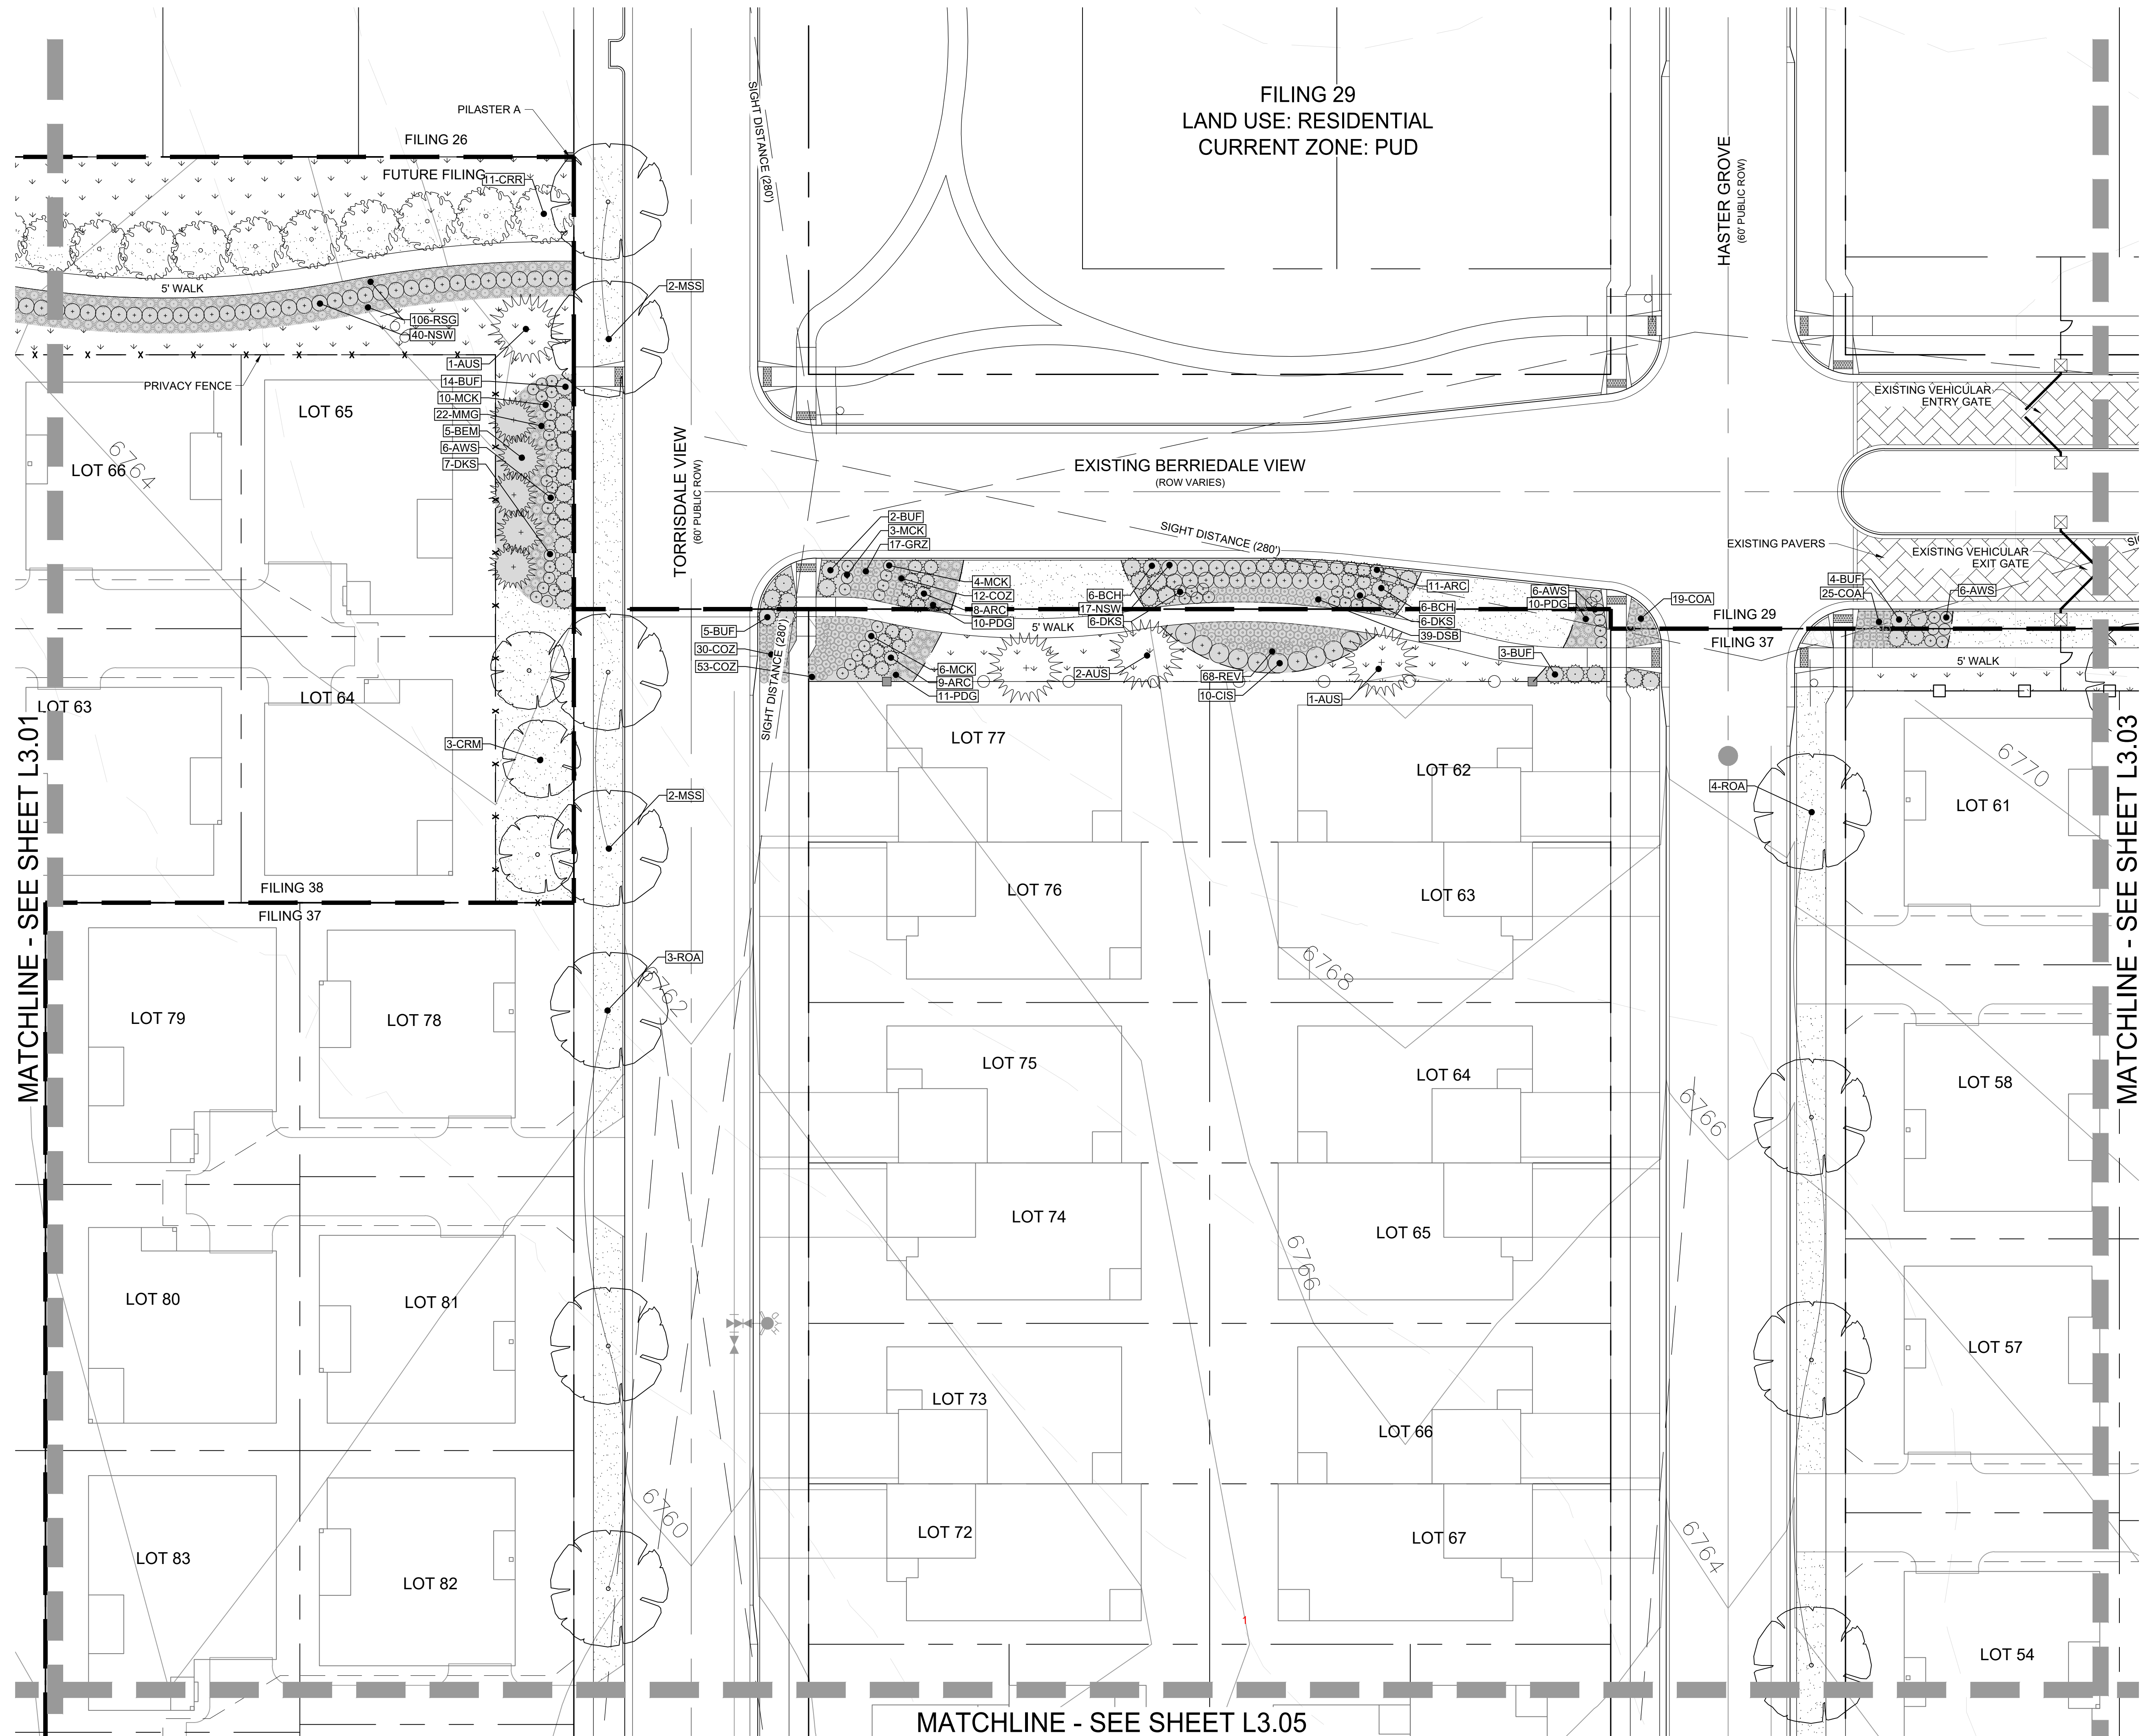 FILING 29
LAND USE: RESIDENTIAL
CURRENT ZONE: PUD
PILASTER A
FILING 26
FUTURE FILING
11-CRR
SIGHT DISTANCE (280')
HASTER GROVE
(60' PUBLIC ROW)
5' WALK
2-MSS
106-RSG
40-NSW
1-AUS
PRIVACY FENCE
14-BUF
10-MCK
22-MMG
5-BEM
6-AWS
7-DKS
LOT 65
LOT 66
6764
TORRISDALE VIEW
(60' PUBLIC ROW)
EXISTING BERRIEDALE VIEW
(ROW VARIES)
EXISTING VEHICULAR
ENTRY GATE
SIGHT DISTANCE (280')
EXISTING PAVERS
EXISTING VEHICULAR
EXIT GATE
SI
2-BUF
3-MCK
17-GRZ
4-MCK
12-COZ
8-ARC
10-PDG
6-BCH
17-NSW
6-DKS
11-ARC
6-BCH
6-DKS
39-DSB
6-AWS
10-PDG
19-COA
4-BUF
25-COA
6-AWS
FILING 29
FILING 37
5' WALK
5-BUF
30-COZ
53-COZ
SIGHT DISTANCE (280')
5' WALK
6-MCK
9-ARC
11-PDG
2-AUS
68-REV
10-CIS
1-AUS
3-BUF
LOT 63
LOT 64
3-CRM
2-MSS
LOT 77
LOT 62
4-ROA
LOT 61
6770
MATCHLINE - SEE SHEET L3.01
MATCHLINE - SEE SHEET L3.03
FILING 38
FILING 37
LOT 76
LOT 63
3-ROA
6762
6768
LOT 79
LOT 78
LOT 75
LOT 64
LOT 58
6766
LOT 74
LOT 65
6766
LOT 80
LOT 81
LOT 57
LOT 73
LOT 66
6760
LOT 72
LOT 67
6764
LOT 83
LOT 82
1
LOT 54
MATCHLINE - SEE SHEET L3.05